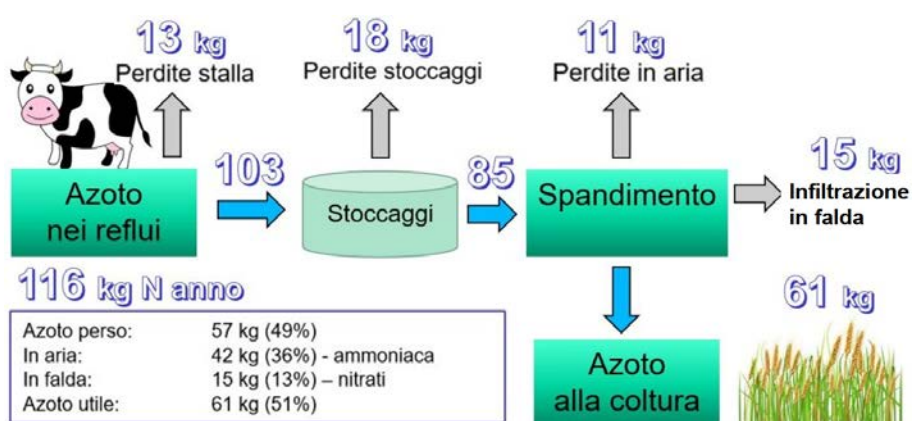 13 kg
Perdite stalla
18 kg
Perdite stoccaggi
11 kg
Perdite in aria
103
85
15 kg
Infiltrazione
in falda
Azoto
nei reflui
Stoccaggi
Spandimento
116 kg N anno
61 kg
Azoto perso: 57 kg (49%)
In aria: 42 kg (36%) - ammoniaca
In falda: 15 kg (13%) – nitrati
Azoto utile: 61 kg (51%)
Azoto
alla coltura